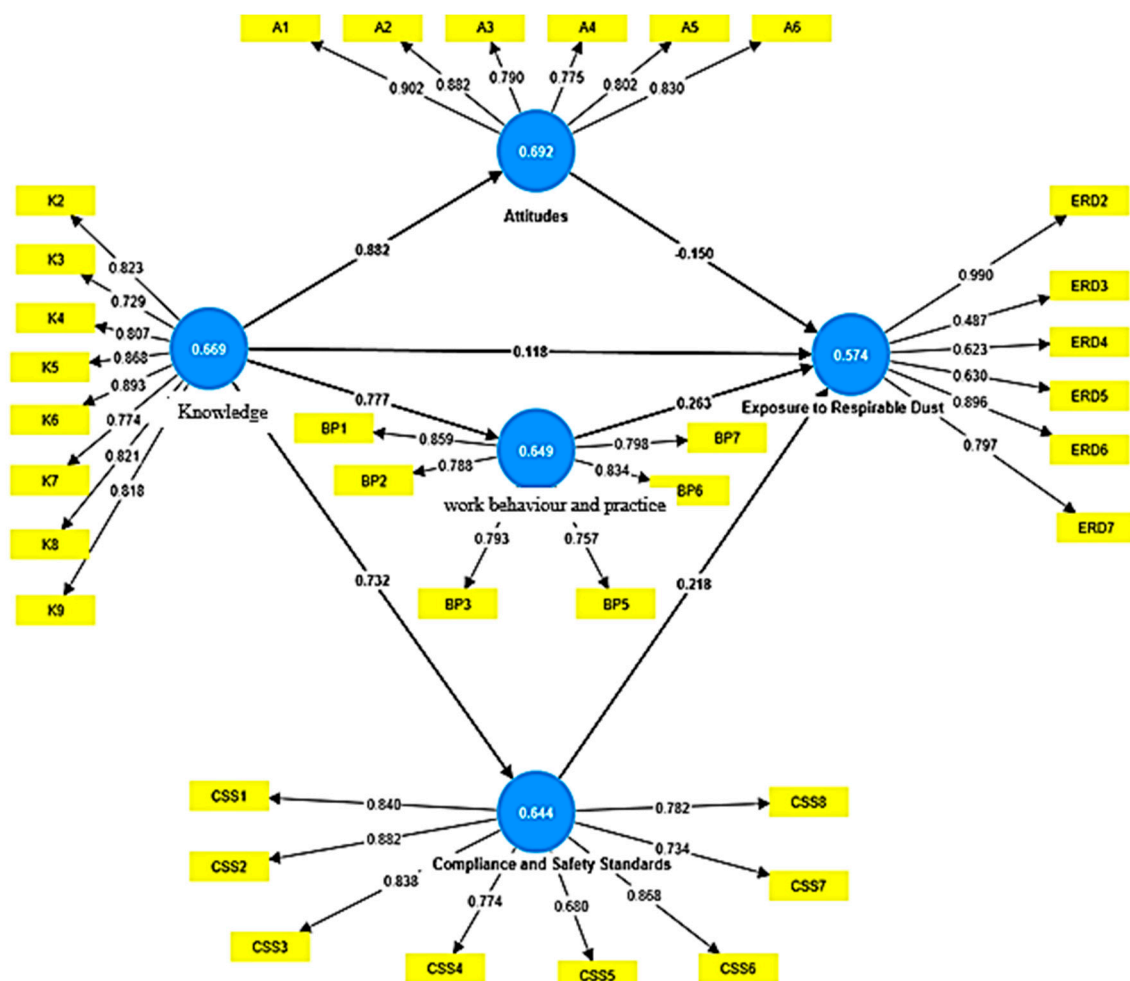 A1 A2 A3 A4 A5 A6
0.902 0.882 0.790 0.775 0.802 0.830
0.692
Attitudes
K2
K3
K4
K5
K6
K7
K8
K9
0.823
0.729
0.807
0.868
0.893
0.774
0.821
0.818
0.669
Knowledge
0.882
-0.150
0.118
0.777
0.263
0.732
0.218
BP1
0.859
BP2
0.788
0.649
0.798
BP7
0.834
BP6
work behaviour and practice
0.793
0.757
BP3
BP5
0.574
Exposure to Respirable Dust
ERD2
0.990
ERD3
0.487
ERD4
0.623
ERD5
0.630
ERD6
0.896
ERD7
0.797
CSS1
0.840
CSS2
0.882
CSS3
0.838
0.644
Compliance and Safety Standards
0.782
CSS8
0.734
CSS7
0.774
0.680
0.868
CSS4
CSS5
CSS6